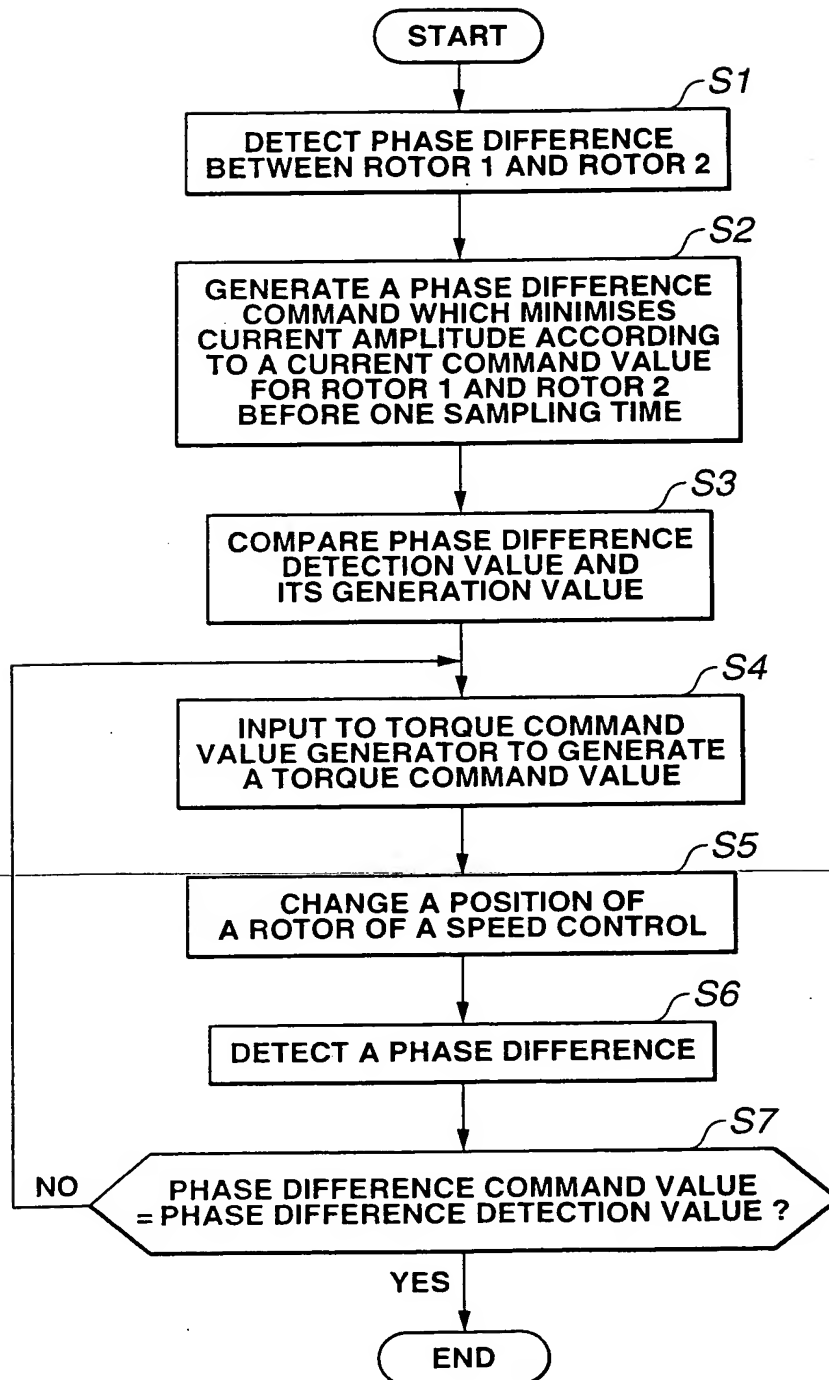 START
S1
DETECT PHASE DIFFERENCE
BETWEEN ROTOR 1 AND ROTOR 2
S2
GENERATE A PHASE DIFFERENCE
COMMAND WHICH MINIMISES
CURRENT AMPLITUDE ACCORDING
TO A CURRENT COMMAND VALUE
FOR ROTOR 1 AND ROTOR 2
BEFORE ONE SAMPLING TIME
S3
COMPARE PHASE DIFFERENCE
DETECTION VALUE AND
ITS GENERATION VALUE
S4
INPUT TO TORQUE COMMAND
VALUE GENERATOR TO GENERATE
A TORQUE COMMAND VALUE
S5
CHANGE A POSITION OF
A ROTOR OF A SPEED CONTROL
S6
DETECT A PHASE DIFFERENCE
S7
NO
PHASE DIFFERENCE COMMAND VALUE
= PHASE DIFFERENCE DETECTION VALUE ?
YES
END